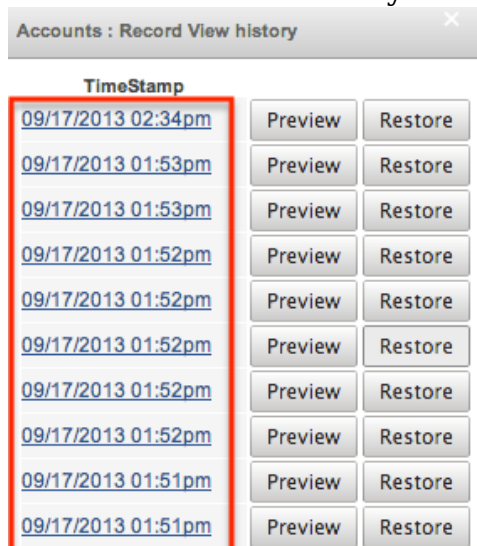 Accounts : Record View history
TimeStamp
09/17/2013 02:34pm Preview Restore
09/17/2013 01:53pm Preview Restore
09/17/2013 01:53pm Preview Restore
09/17/2013 01:52pm Preview Restore
09/17/2013 01:52pm Preview Restore
09/17/2013 01:52pm Preview Restore
09/17/2013 01:52pm Preview Restore
09/17/2013 01:52pm Preview Restore
09/17/2013 01:51pm Preview Restore
09/17/2013 01:51pm Preview Restore